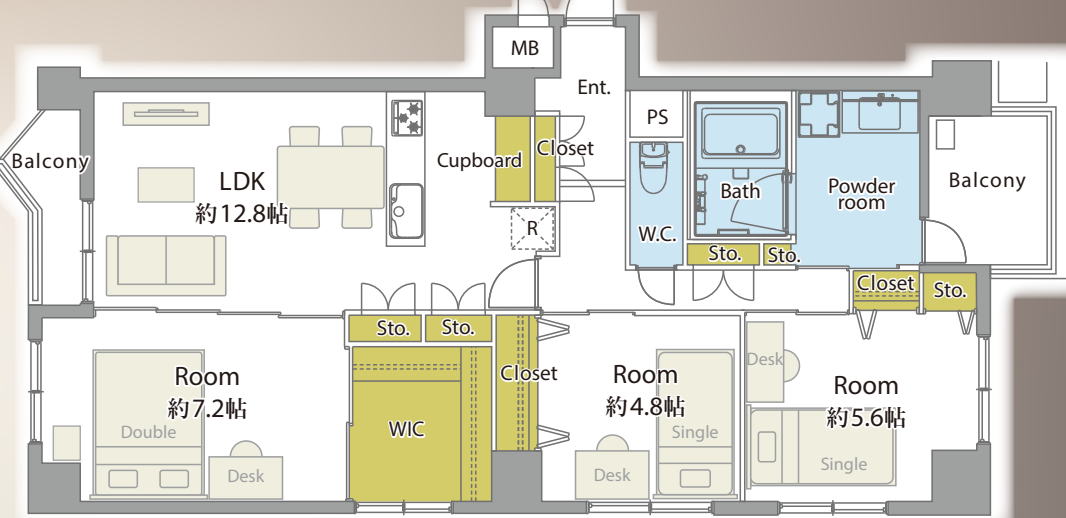 MB
Ent.
PS
Balcony
LDK
約12.8帖
Cupboard
Closet
R
W.C.
Bath
Powder
room
Balcony
Sto.
Sto.
Closet
Sto.
Sto.
Sto.
Room
約7.2帖
Double
Desk
WIC
Closet
Room
約4.8帖
Single
Desk
Desk
Room
約5.6帖
Single